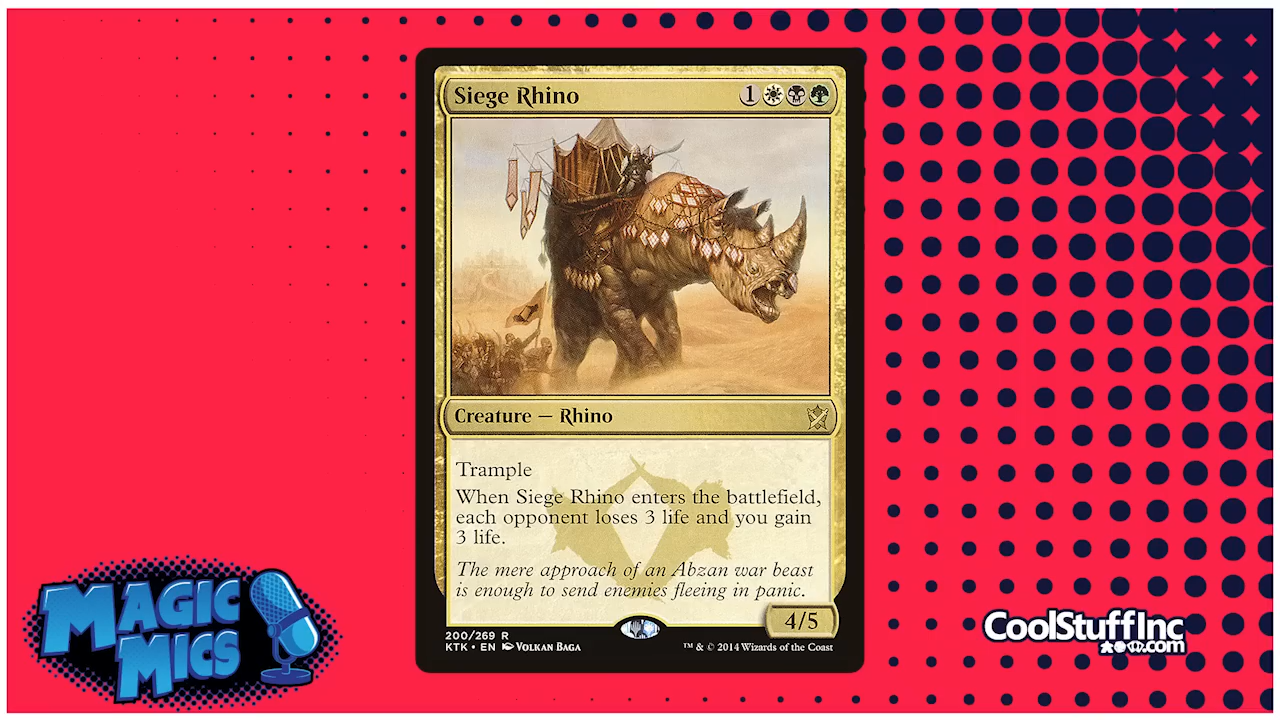 Siege Rhino 1
Creature — Rhino
Trample
When Siege Rhino enters the battlefield,
each opponent loses 3 life and you gain
3 life.
The mere approach of an Abzan war beast
is enough to send enemies fleeing in panic.
4/5
200/269 R
KTK • EN VOLKAN BAGA
™ & © 2014 Wizards of the Coast
MAGIC
MICS
CoolStuffInc
.com